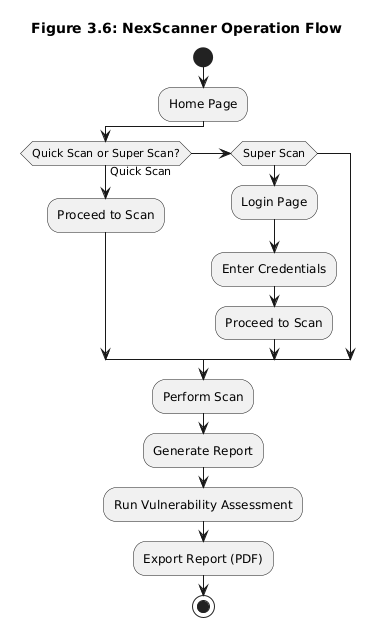 Figure 3.6: NexScanner Operation Flow
Home Page
Quick Scan or Super Scan?
Super Scan
Quick Scan
Proceed to Scan
Login Page
Enter Credentials
Proceed to Scan
Perform Scan
Generate Report
Run Vulnerability Assessment
Export Report (PDF)